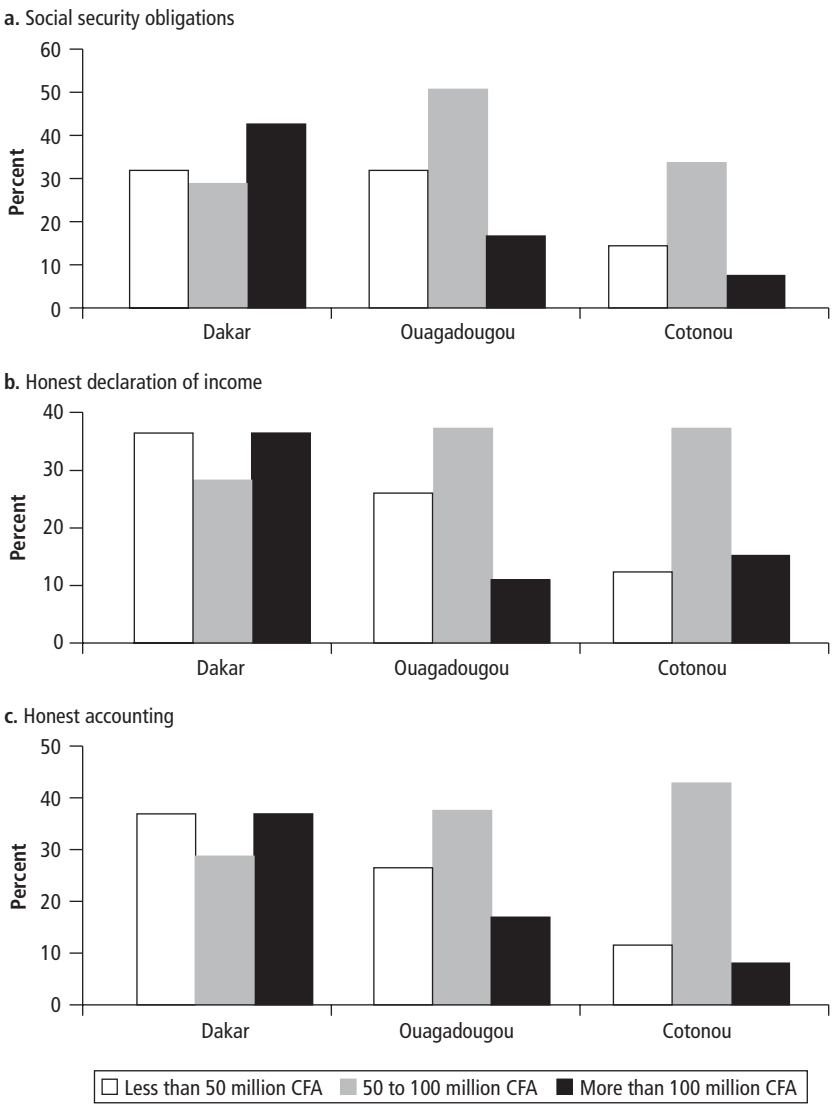 a. Social security obligations
60
50
40
30
20
10
0
Percent
Dakar Ouagadougou Cotonou
b. Honest declaration of income
40
30
20
10
0
Percent
Dakar Ouagadougou Cotonou
c. Honest accounting
50
40
30
20
10
0
Percent
Dakar Ouagadougou Cotonou
Less than 50 million CFA 50 to 100 million CFA More than 100 million CFA